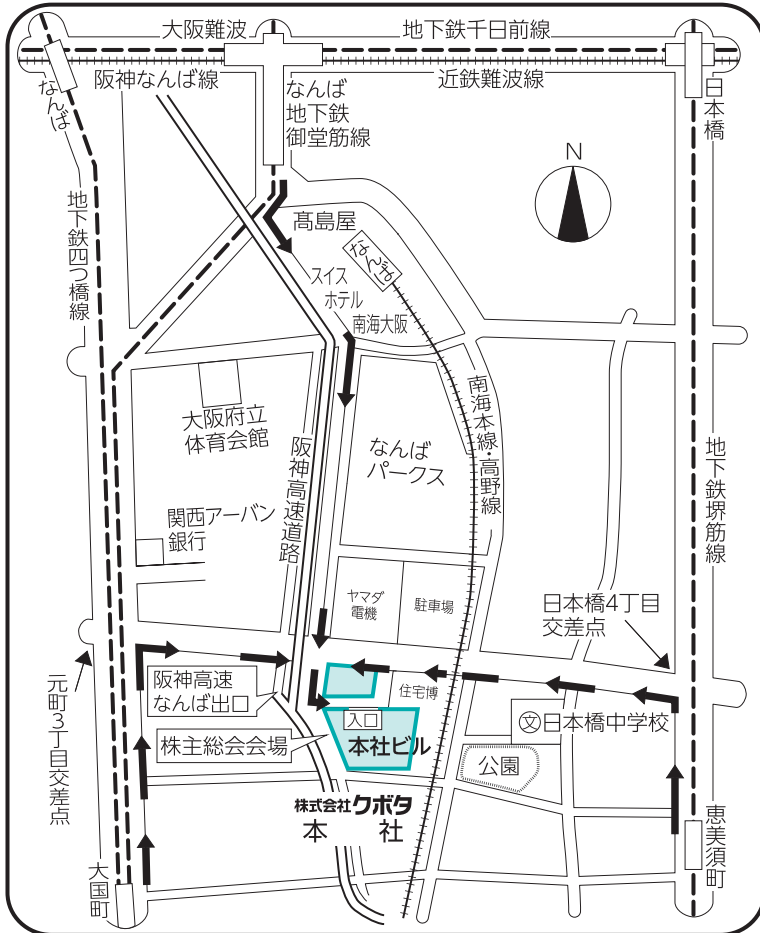 大阪難波
地下鉄千日前線
阪神なんば線
近鉄難波線
なんば
なんば
地下鉄
御堂筋線
日本橋
N
地下鉄四つ橋線
髙島屋
なんば
スイス
ホテル
南海大阪
大阪府立
体育会館
阪神高速道路
なんば
パークス
南海本線・高野線
地下鉄堺筋線
関西アーバン
銀行
ヤマダ
電機
駐車場
日本橋4丁目
交差点
元町3丁目交差点
阪神高速
なんば出口
住宅博
入口
文日本橋中学校
株主総会会場
本社ビル
公園
株式会社クボタ
本社
大国町
恵美須町